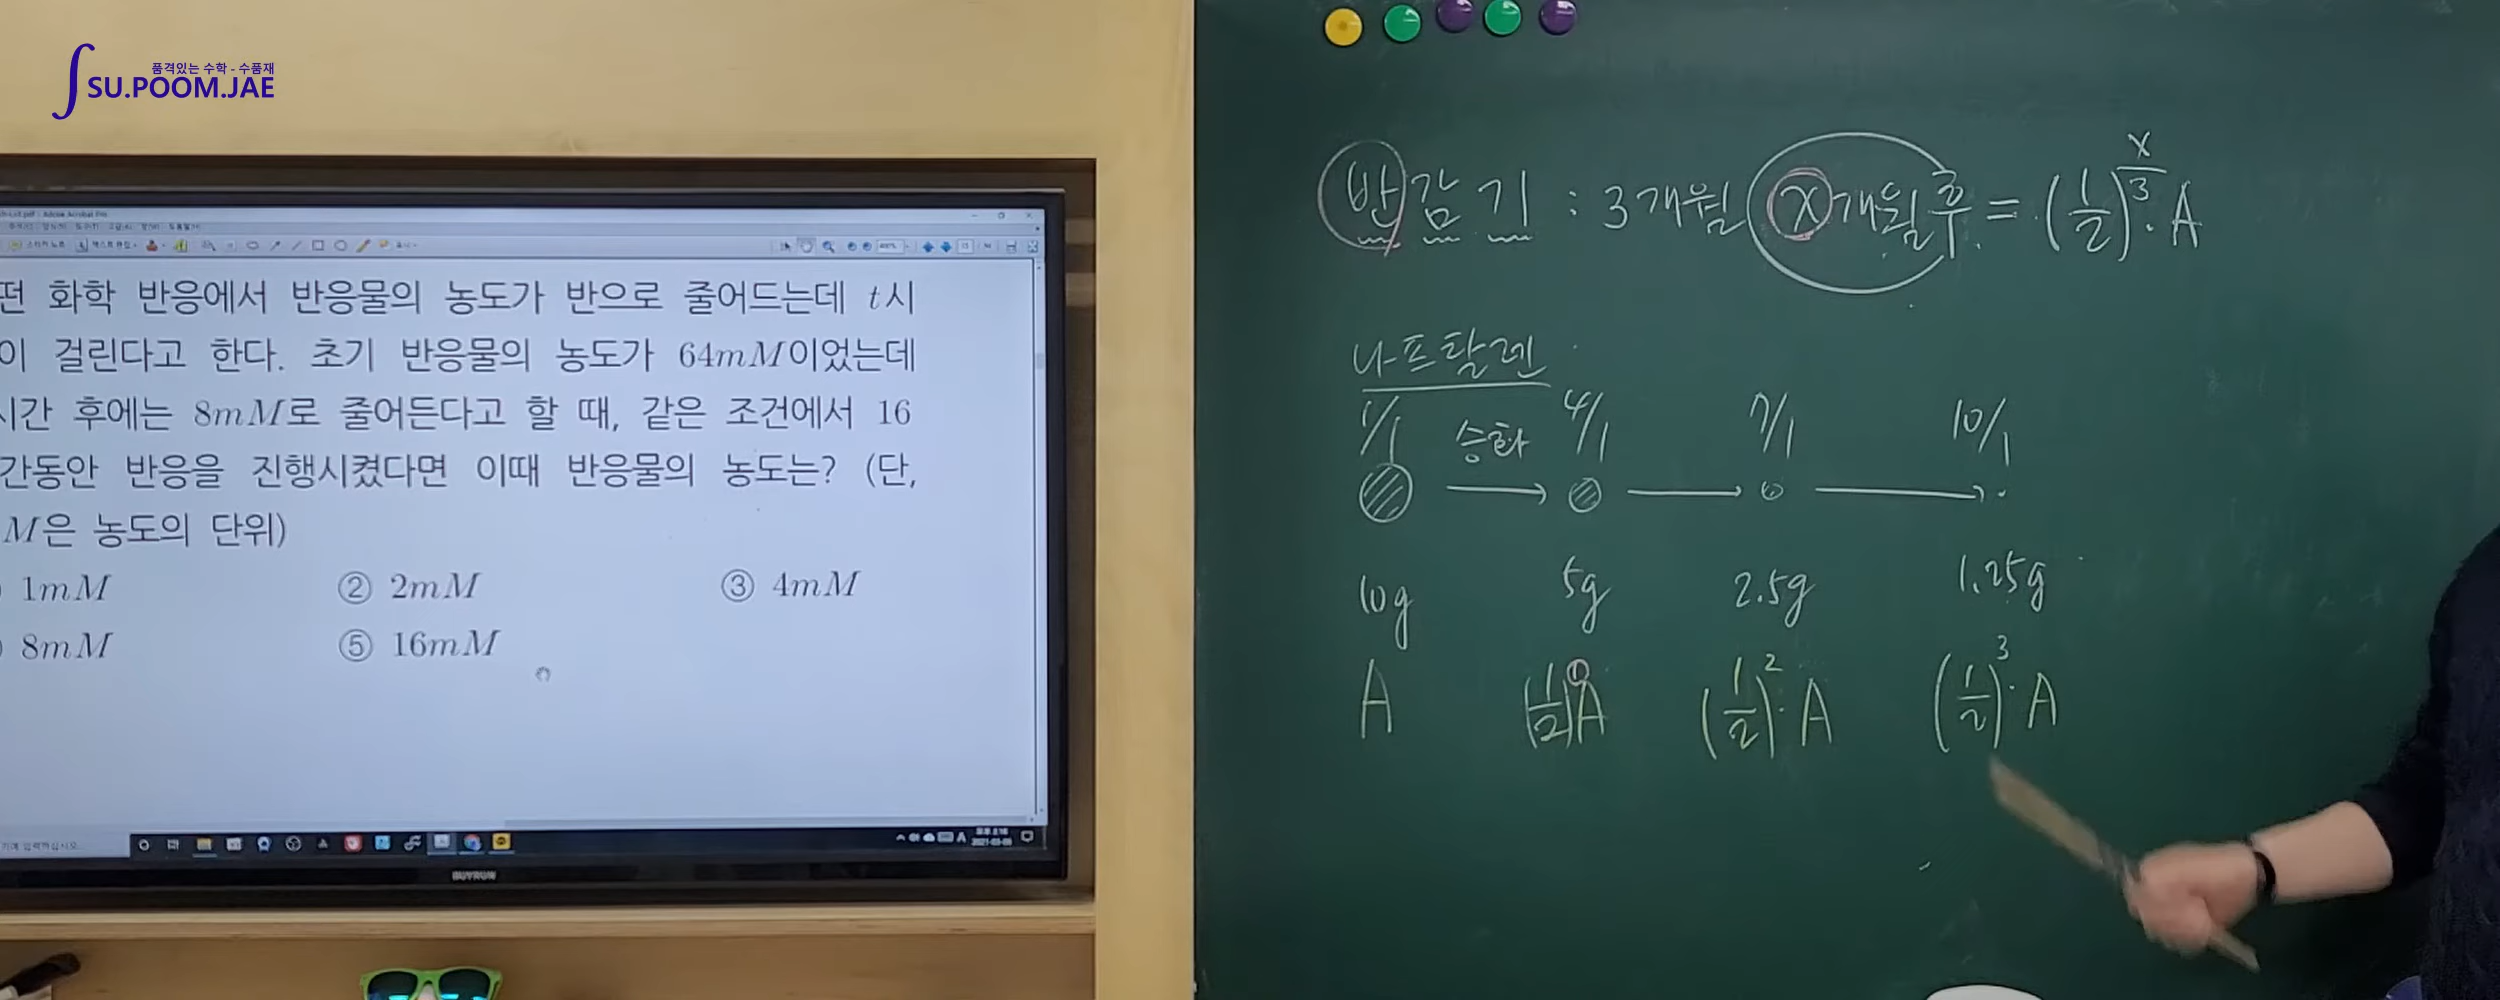 품격있는 수학 - 수품재
SU.POOM.JAE
떤 화학 반응에서 반응물의 농도가 반으로 줄어드는데 t시
이 걸린다고 한다. 초기 반응물의 농도가 64mM이었는데
시간 후에는 8mM로 줄어든다고 할 때, 같은 조건에서 16
간동안 반응을 진행시켰다면 이때 반응물의 농도는? (단,
M은 농도의 단위)
1mM ② 2mM ③ 4mM
8mM ⑤ 16mM
BUYRUN
반감기 : 3개월 x개월 후 = (1/2)^(x/3) · A
나프탈렌
1/1 승화 4/1 7/1 10/1
10g 5g 2.5g 1.25g
A (1/2)^1 A (1/2)^2 · A (1/2)^3 · A